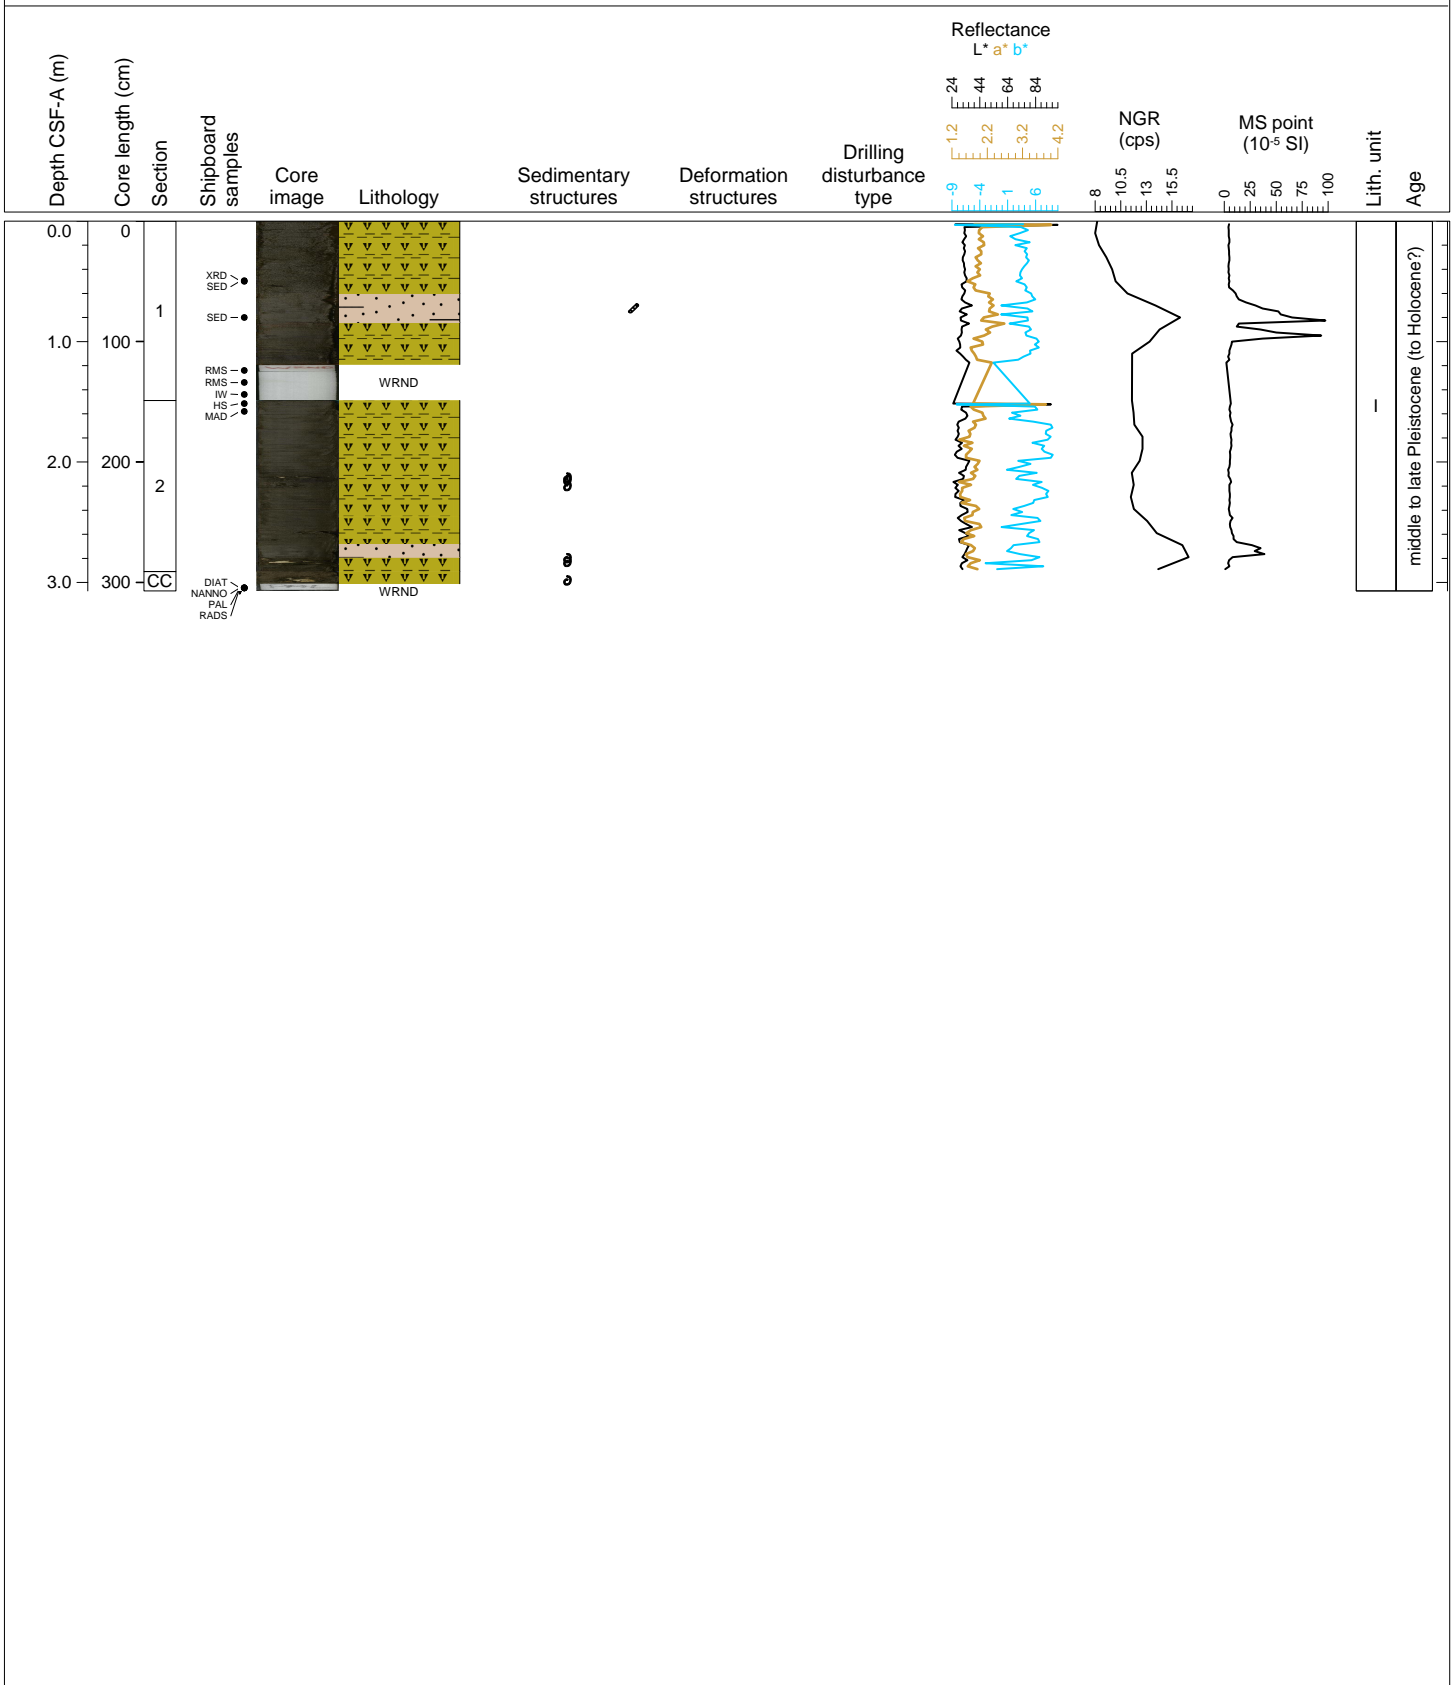 Depth CSF-A (m)
Core length (cm)
Section
Shipboard
samples
Core
image
Lithology
Sedimentary
structures
Deformation
structures
Drilling
disturbance
type
Reflectance
L* a* b*
24 44 64 84
1.2 2.2 3.2 4.2
-9 -4 1 6
NGR
(cps)
8 10.5 13 15.5
MS point
(10-5 SI)
0 25 50 75 100
Lith. unit
Age
0.0
1.0
2.0
3.0
0
100
200
300
1
2
CC
XRD
SED
SED
RMS
RMS
IW
HS
MAD
DIAT
NANNO
PAL
RADS
WRND
WRND
I
middle to late Pleistocene (to Holocene?)